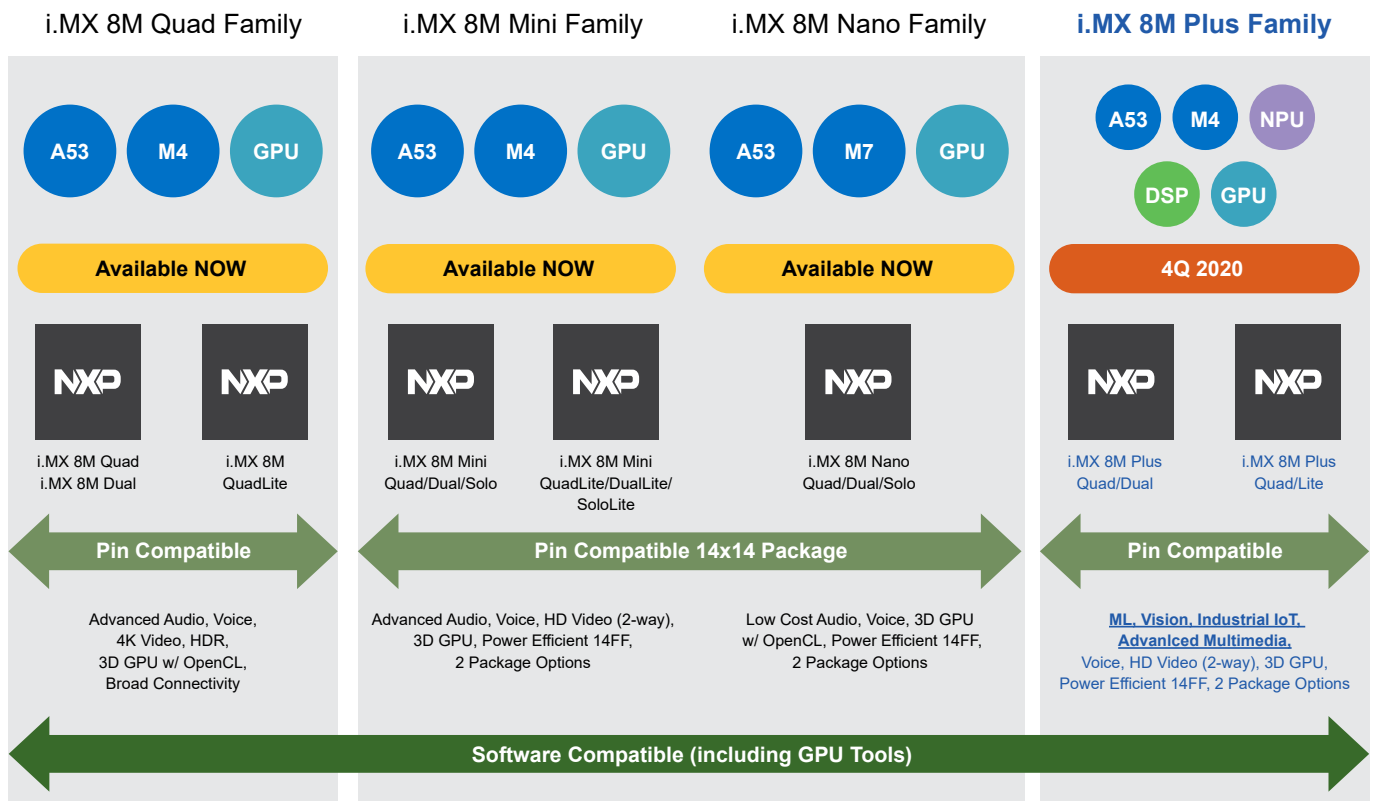 i.MX 8M Quad Family
i.MX 8M Mini Family
i.MX 8M Nano Family
i.MX 8M Plus Family
A53
M4
GPU
A53
M4
GPU
A53
M7
GPU
A53
M4
NPU
DSP
GPU
Available NOW
Available NOW
Available NOW
4Q 2020
NXP
NXP
NXP
NXP
NXP
NXP
NXP
i.MX 8M Quad
i.MX 8M Dual
i.MX 8M
QuadLite
i.MX 8M Mini
Quad/Dual/Solo
i.MX 8M Mini
QuadLite/DualLite/
SoloLite
i.MX 8M Nano
Quad/Dual/Solo
i.MX 8M Plus
Quad/Dual
i.MX 8M Plus
Quad/Lite
Pin Compatible
Pin Compatible 14x14 Package
Pin Compatible
Advanced Audio, Voice,
4K Video, HDR,
3D GPU w/ OpenCL,
Broad Connectivity
Advanced Audio, Voice, HD Video (2-way),
3D GPU, Power Efficient 14FF,
2 Package Options
Low Cost Audio, Voice, 3D GPU
w/ OpenCL, Power Efficient 14FF,
2 Package Options
ML, Vision, Industrial IoT,
Advanlced Multimedia,
Voice, HD Video (2-way), 3D GPU,
Power Efficient 14FF, 2 Package Options
Software Compatible (including GPU Tools)